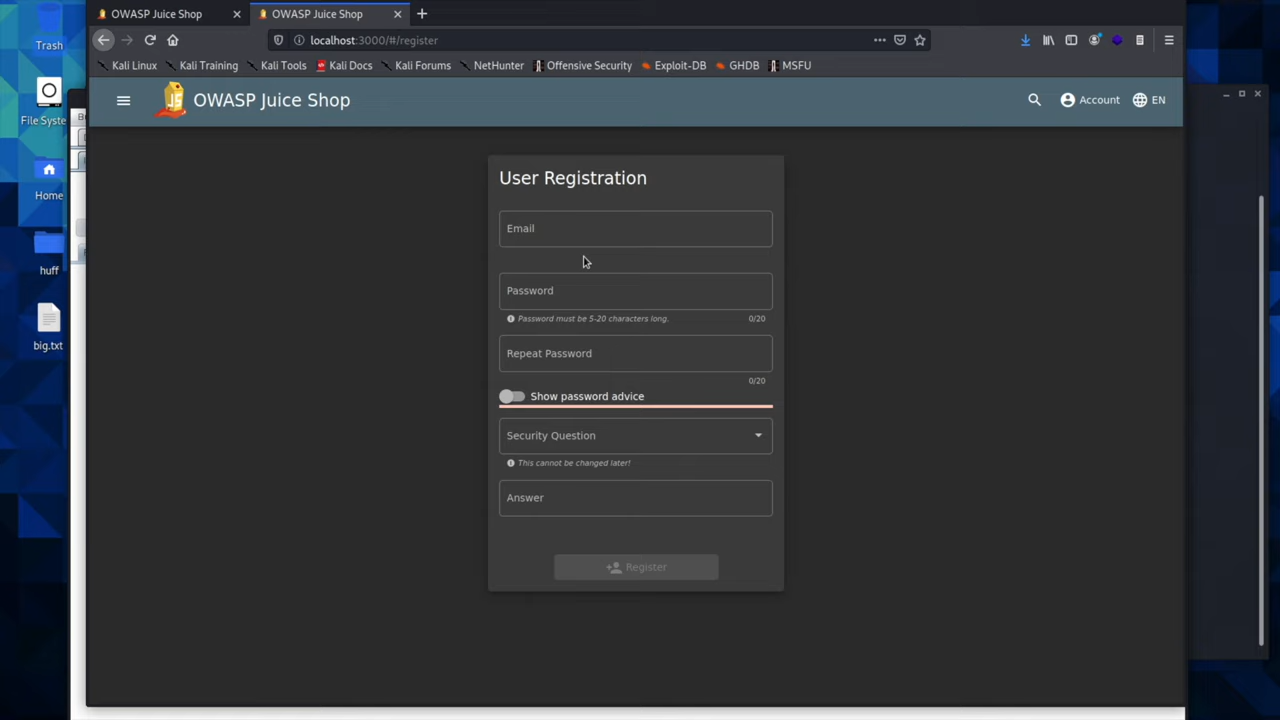 OWASP Juice Shop
OWASP Juice Shop
localhost:3000/#/register
Kali Linux Kali Training Kali Tools Kali Docs Kali Forums NetHunter Offensive Security Exploit-DB GHDB MSFU
OWASP Juice Shop
Account
EN
Trash
File Syste
Home
huff
big.txt
User Registration
Email
Password
Password must be 5-20 characters long. 0/20
Repeat Password
0/20
Show password advice
Security Question
This cannot be changed later!
Answer
Register